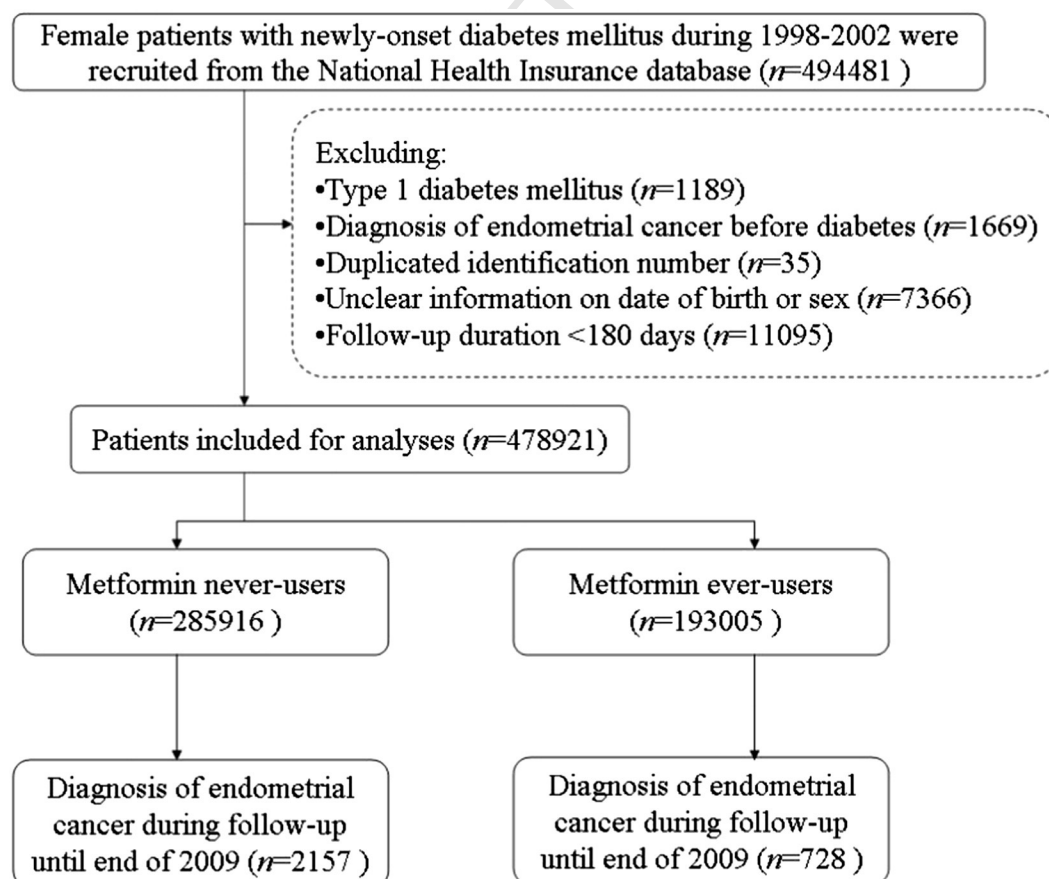 Female patients with newly-onset diabetes mellitus during 1998-2002 were
recruited from the National Health Insurance database (n=494481 )
Excluding:
•Type 1 diabetes mellitus (n=1189)
•Diagnosis of endometrial cancer before diabetes (n=1669)
•Duplicated identification number (n=35)
•Unclear information on date of birth or sex (n=7366)
•Follow-up duration <180 days (n=11095)
Patients included for analyses (n=478921)
Metformin never-users
(n=285916 )
Metformin ever-users
(n=193005 )
Diagnosis of endometrial
cancer during follow-up
until end of 2009 (n=2157 )
Diagnosis of endometrial
cancer during follow-up
until end of 2009 (n=728 )